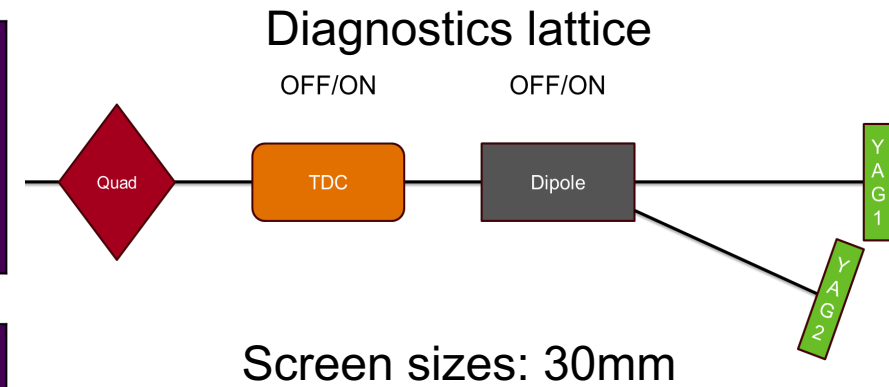 Diagnostics lattice
OFF/ON OFF/ON
Quad TDC Dipole
YAG1
YAG2
Screen sizes: 30mm